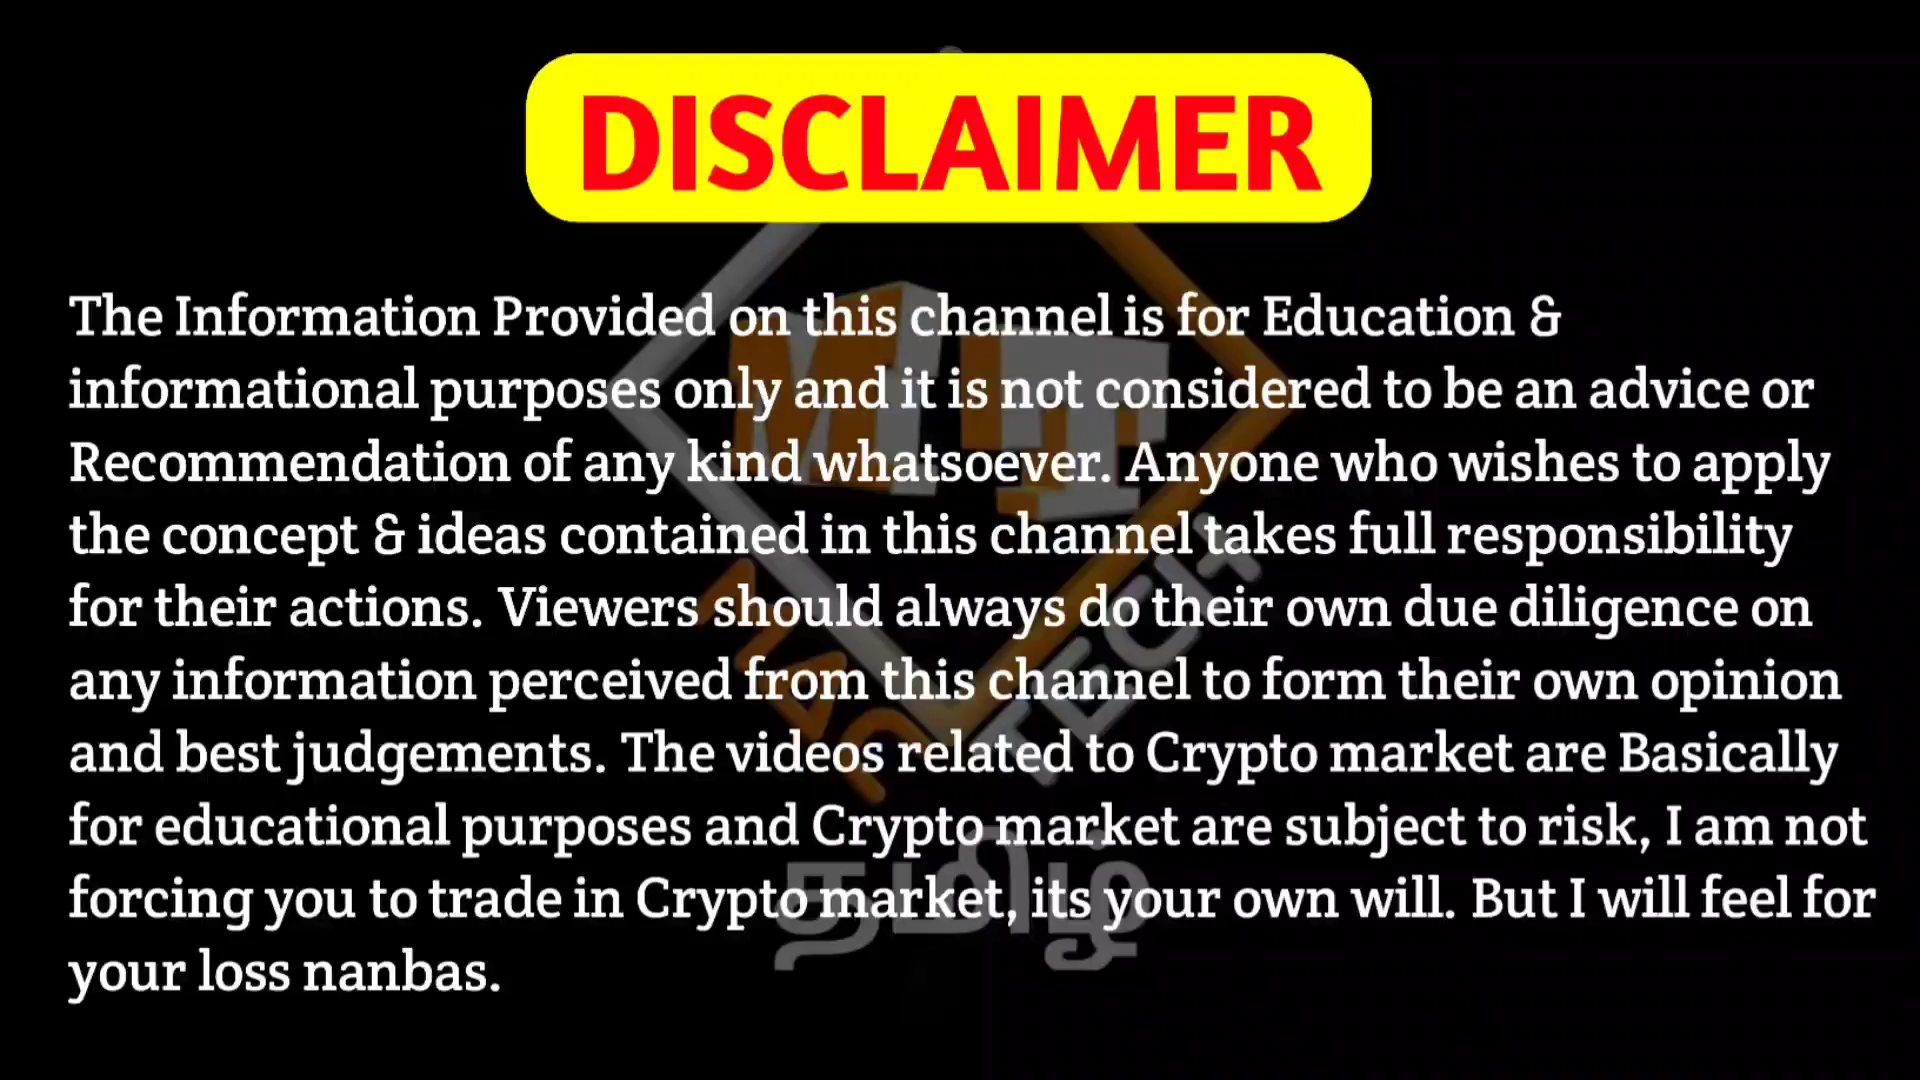 DISCLAIMER
The Information Provided on this channel is for Education &
informational purposes only and it is not considered to be an advice or
Recommendation of any kind whatsoever. Anyone who wishes to apply
the concept & ideas contained in this channel takes full responsibility
for their actions. Viewers should always do their own due diligence on
any information perceived from this channel to form their own opinion
and best judgements. The videos related to Crypto market are Basically
for educational purposes and Crypto market are subject to risk, I am not
forcing you to trade in Crypto market, its your own will. But I will feel for
your loss nanbas.
MT
TECH
தமிழ்